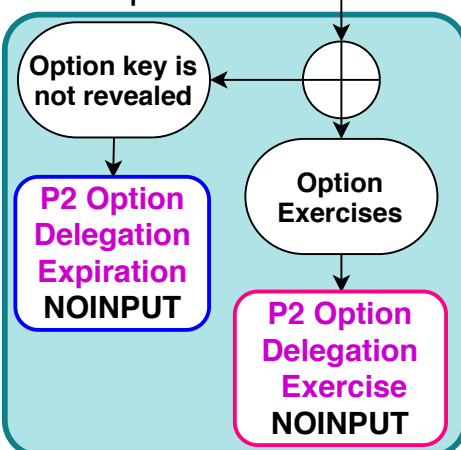 Option key is
not revealed
P2 Option
Delegation
Expiration
NOINPUT
Option
Exercises
P2 Option
Delegation
Exercise
NOINPUT